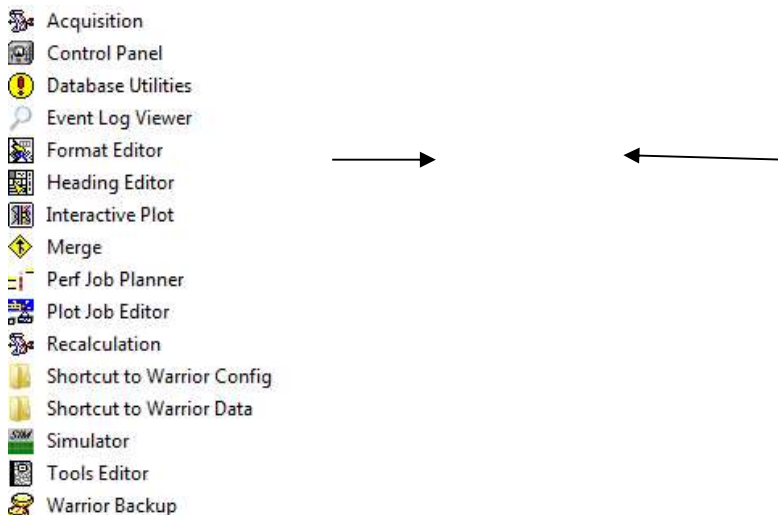 Acquisition
Control Panel
Database Utilities
Event Log Viewer
Format Editor
Heading Editor
Interactive Plot
Merge
Perf Job Planner
Plot Job Editor
Recalculation
Shortcut to Warrior Config
Shortcut to Warrior Data
SIM Simulator
Tools Editor
Warrior Backup